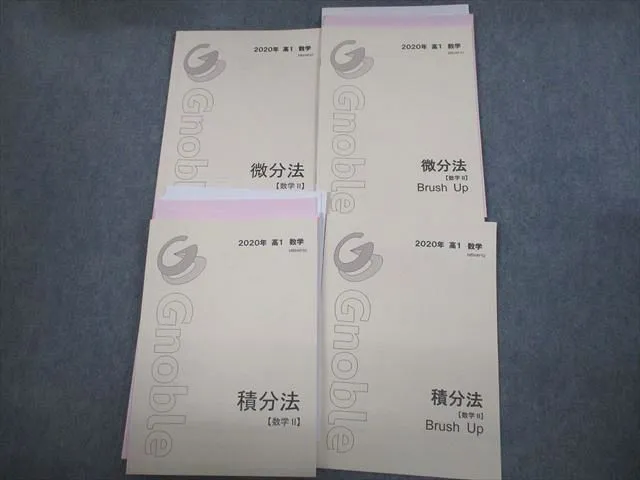 2020年 高1 数学
Gnoble
微分法
【数学Ⅱ】
2020年 高1 数学
Gnoble
微分法
【数学Ⅱ】
Brush Up
2020年 高1 数学
Gnoble
積分法
【数学Ⅱ】
2020年 高1 数学
Gnoble
積分法
【数学Ⅱ】
Brush Up